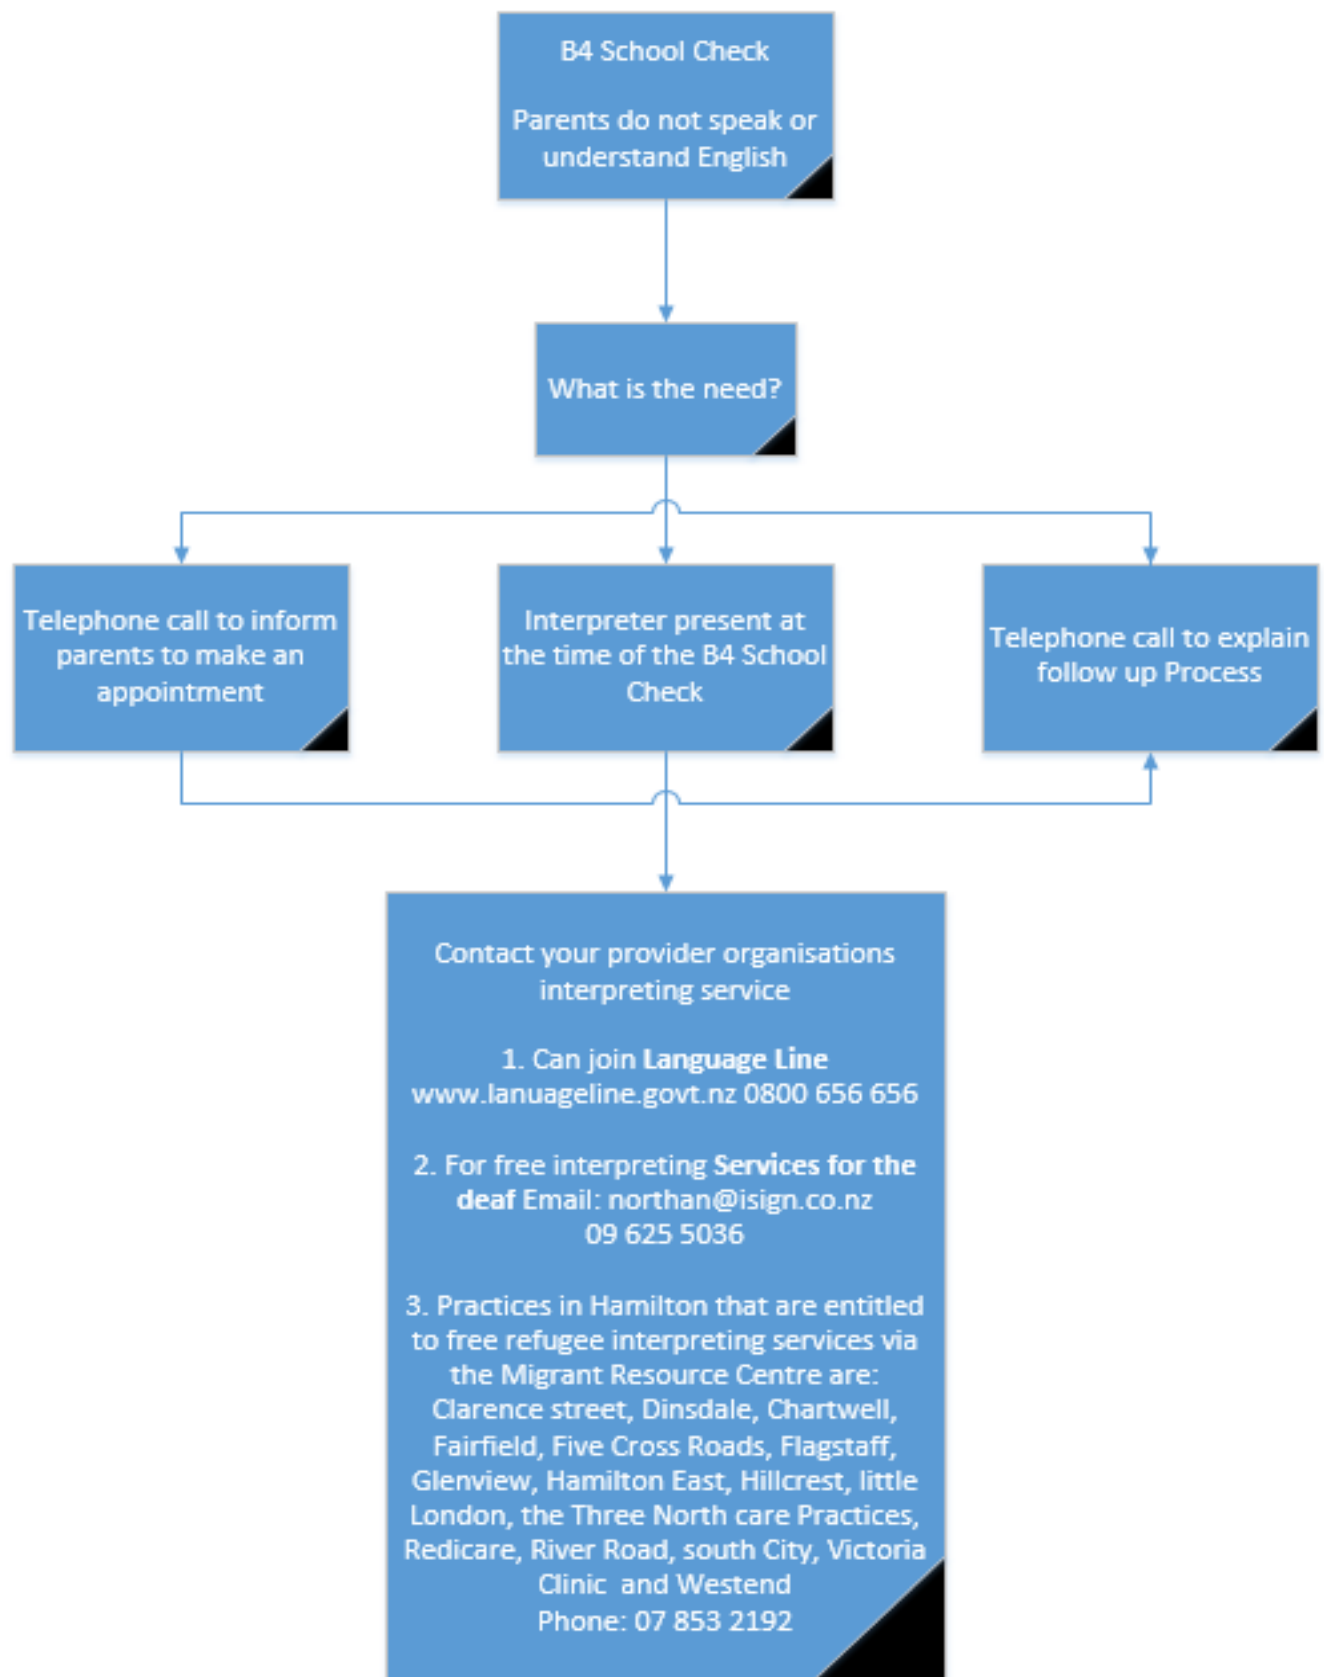 B4 School Check
Parents do not speak or
understand English
What is the need?
Telephone call to inform
parents to make an
appointment
Interpreter present at
the time of the B4 School
Check
Telephone call to explain
follow up Process
Contact your provider organisations
interpreting service
1. Can join Language Line
www.lanuageline.govt.nz 0800 656 656
2. For free interpreting Services for the
deaf Email: northan@isign.co.nz
09 625 5036
3. Practices in Hamilton that are entitled
to free refugee interpreting services via
the Migrant Resource Centre are:
Clarence street, Dinsdale, Chartwell,
Fairfield, Five Cross Roads, Flagstaff,
Glenview, Hamilton East, Hillcrest, little
London, the Three North care Practices,
Redicare, River Road, south City, Victoria
Clinic  and Westend
Phone: 07 853 2192